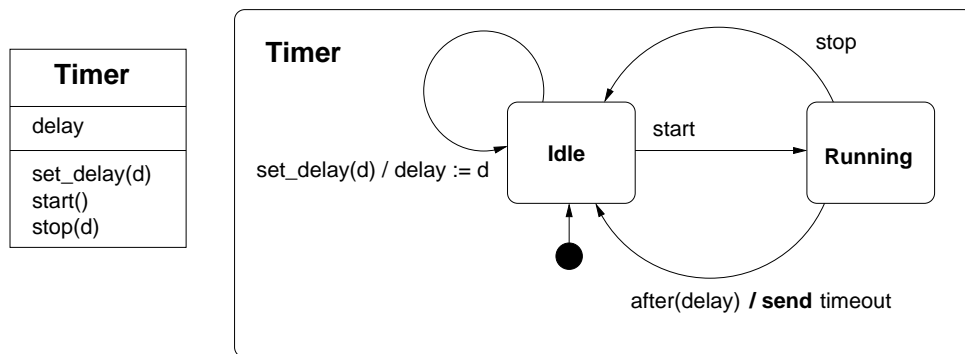 Timer
delay
set_delay(d)
start()
stop(d)
Timer
stop
start
Idle
Running
set_delay(d) / delay := d
after(delay) / send timeout